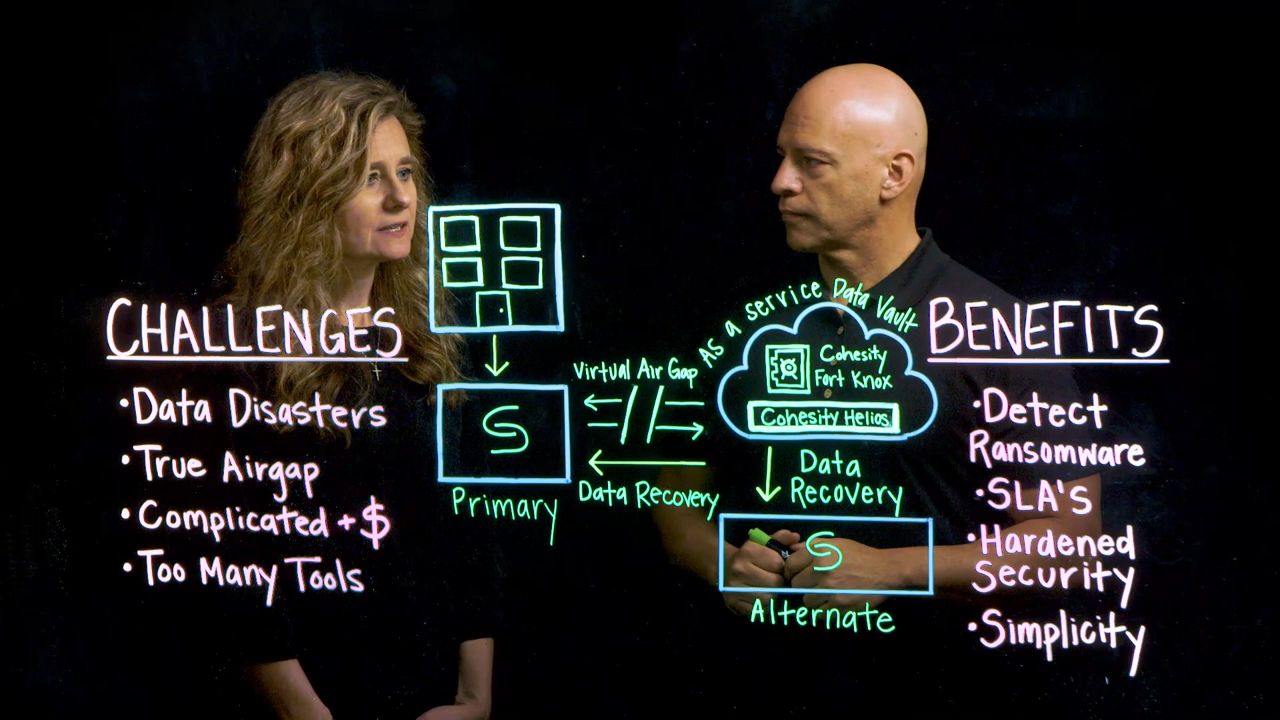 CHALLENGES
• Data Disasters
• True Airgap
• Complicated + $
• Too Many Tools
S
Primary
Virtual Air Gap
Data Recovery
As a service Data Vault
Cohesity
Fort Knox
Cohesity Helios
Data
Recovery
S
Alternate
BENEFITS
• Detect
Ransomware
• SLA's
• Hardened
Security
• Simplicity